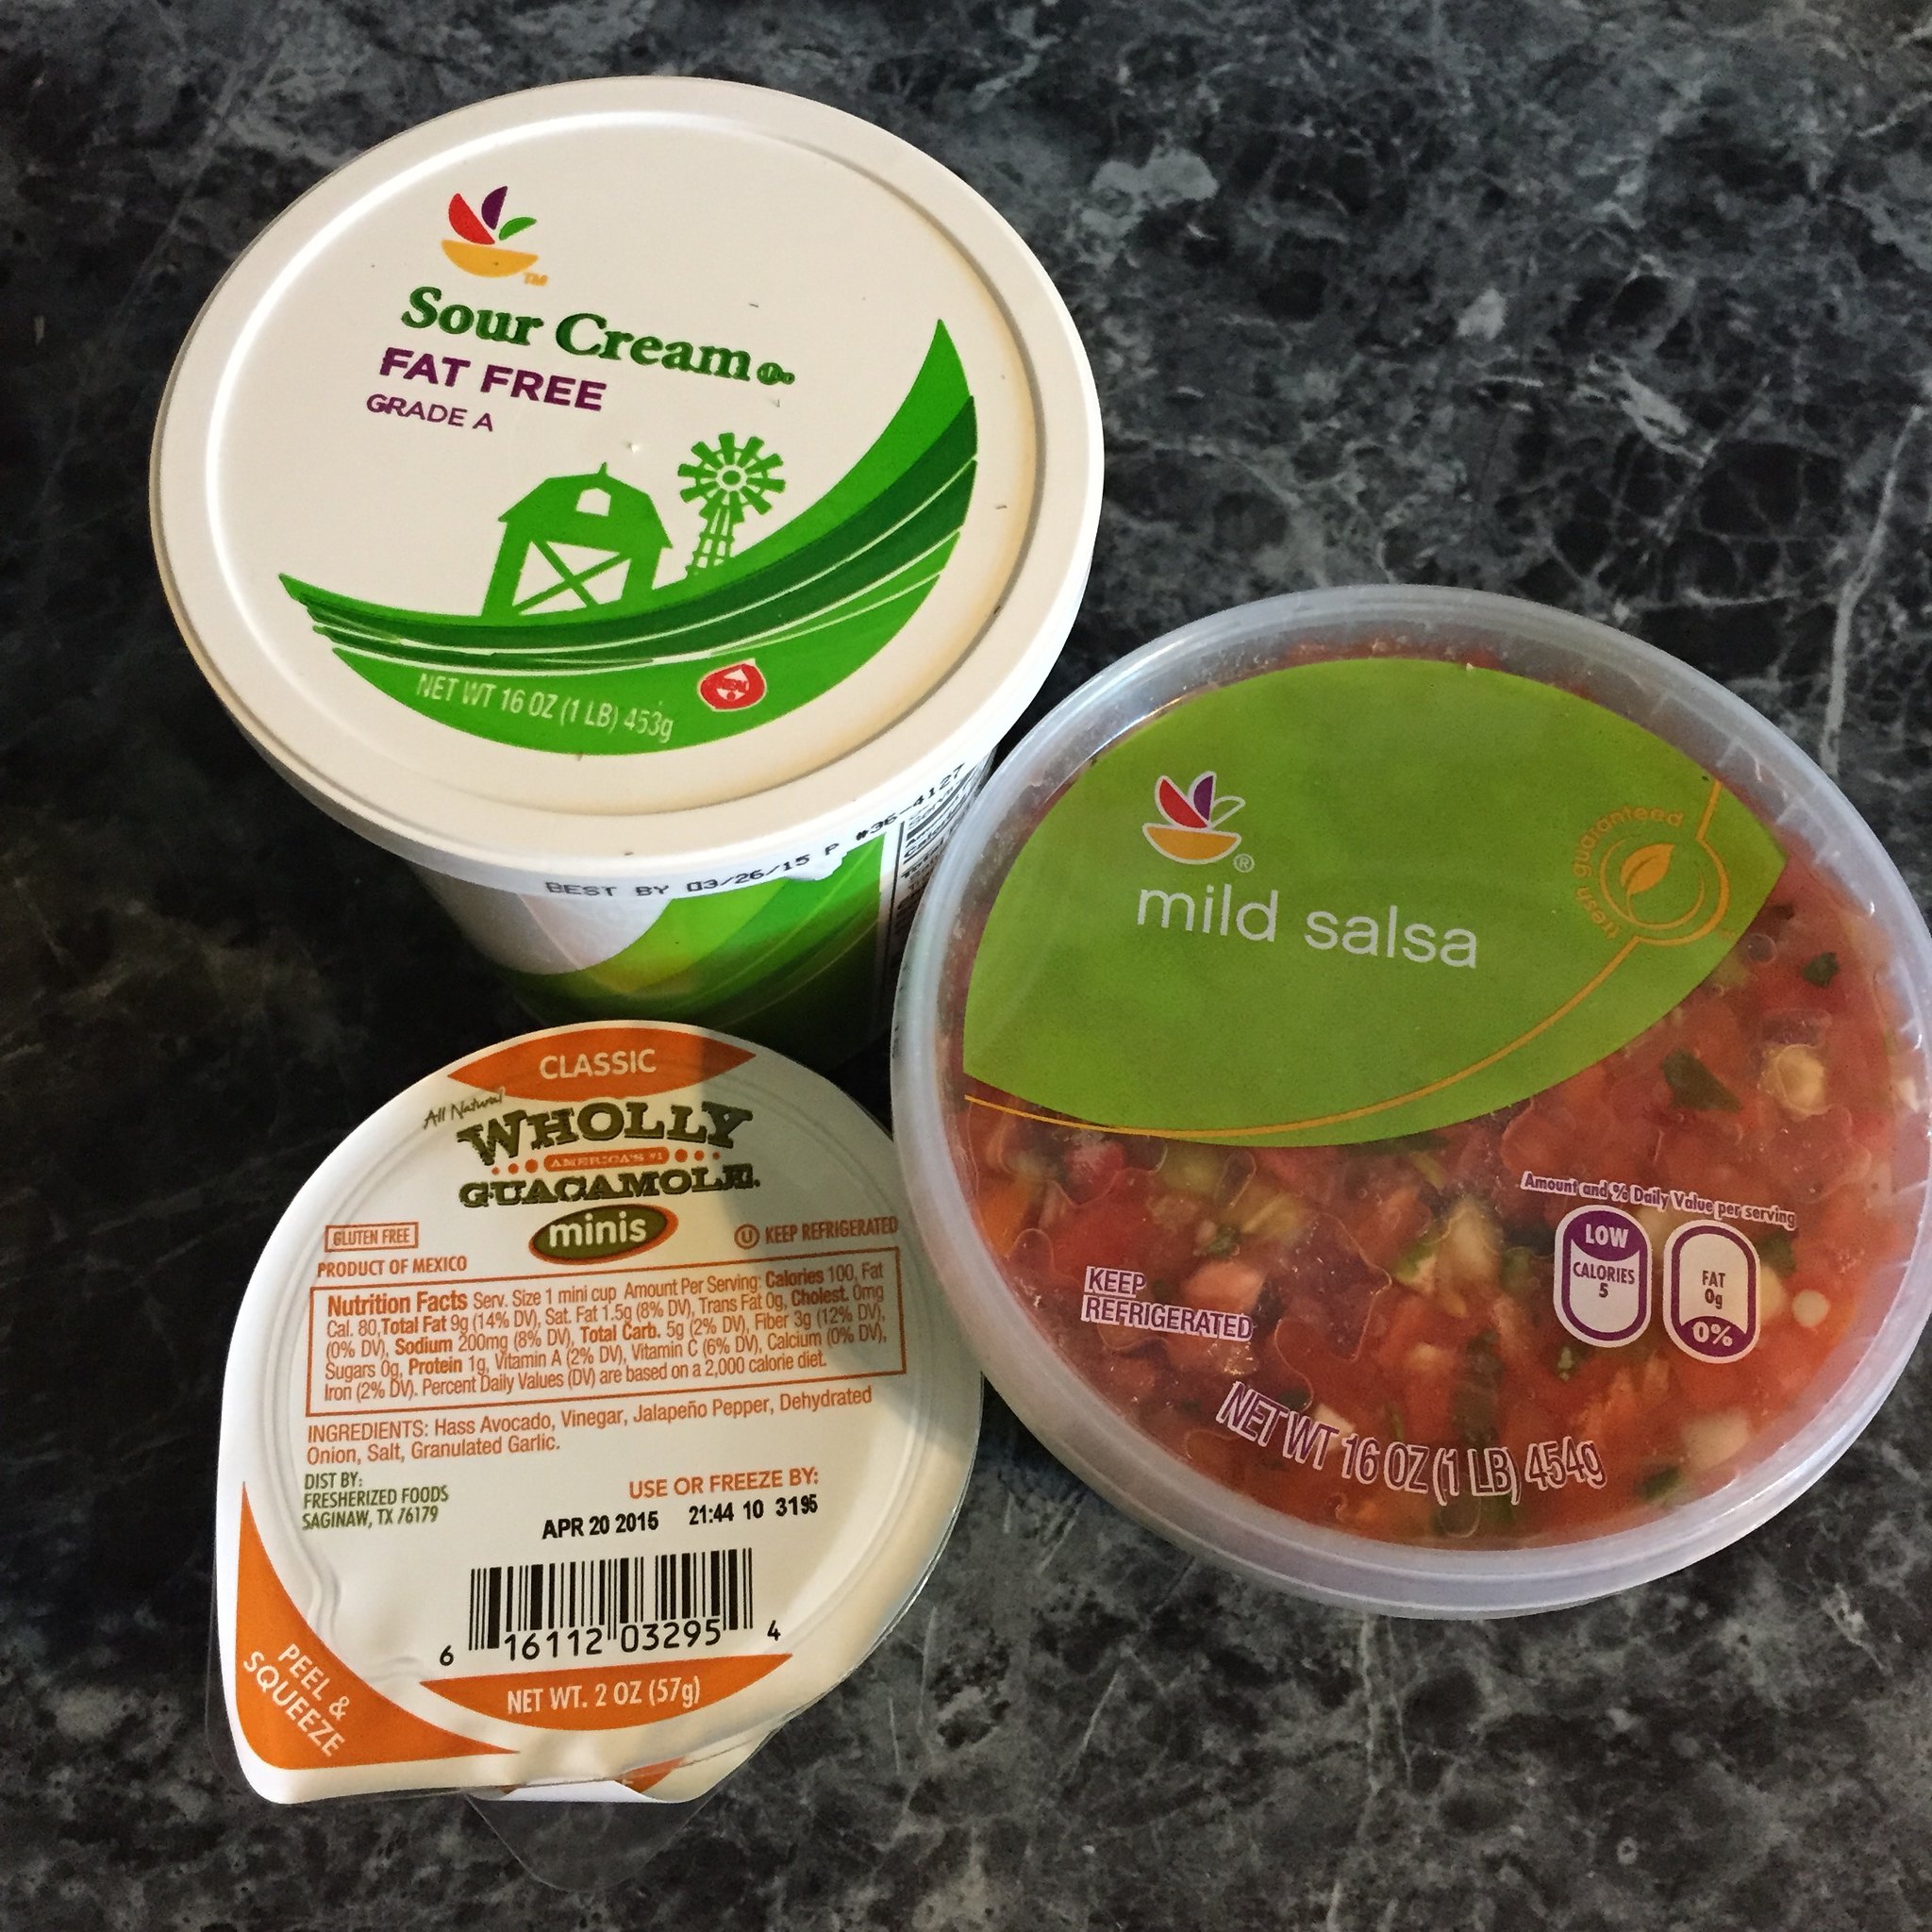 TM
Sour Cream
FAT FREE
GRADE A
NET WT 16 OZ (1 LB) 453g
BEST BY 03/26/15 P #36-4127
®
mild salsa
fresh guaranteed
Amount and % Daily Value per serving
LOW
CALORIES
5
FAT
0g
0%
KEEP
REFRIGERATED
NET WT 16 OZ (1 LB) 454g
CLASSIC
All Natural
WHOLLY
AMERICA'S #1
GUACAMOLE.
minis
GLUTEN FREE
U KEEP REFRIGERATED
PRODUCT OF MEXICO
Nutrition Facts Serv. Size 1 mini cup Amount Per Serving: Calories 100, Fat
Cal. 80, Total Fat 9g (14% DV), Sat. Fat 1.5g (8% DV), Trans Fat 0g, Cholest. 0mg
(0% DV), Sodium 200mg (8% DV), Total Carb. 5g (2% DV), Fiber 3g (12% DV),
Sugars 0g, Protein 1g, Vitamin A (2% DV), Vitamin C (6% DV), Calcium (0% DV),
Iron (2% DV). Percent Daily Values (DV) are based on a 2,000 calorie diet.
INGREDIENTS: Hass Avocado, Vinegar, Jalapeño Pepper, Dehydrated
Onion, Salt, Granulated Garlic.
DIST BY:
FRESHERIZED FOODS
SAGINAW, TX 76179
USE OR FREEZE BY:
APR 20 2015 21:44 10 3195
6 16112 03295 4
PEEL &
SQUEEZE
NET WT. 2 OZ (57g)